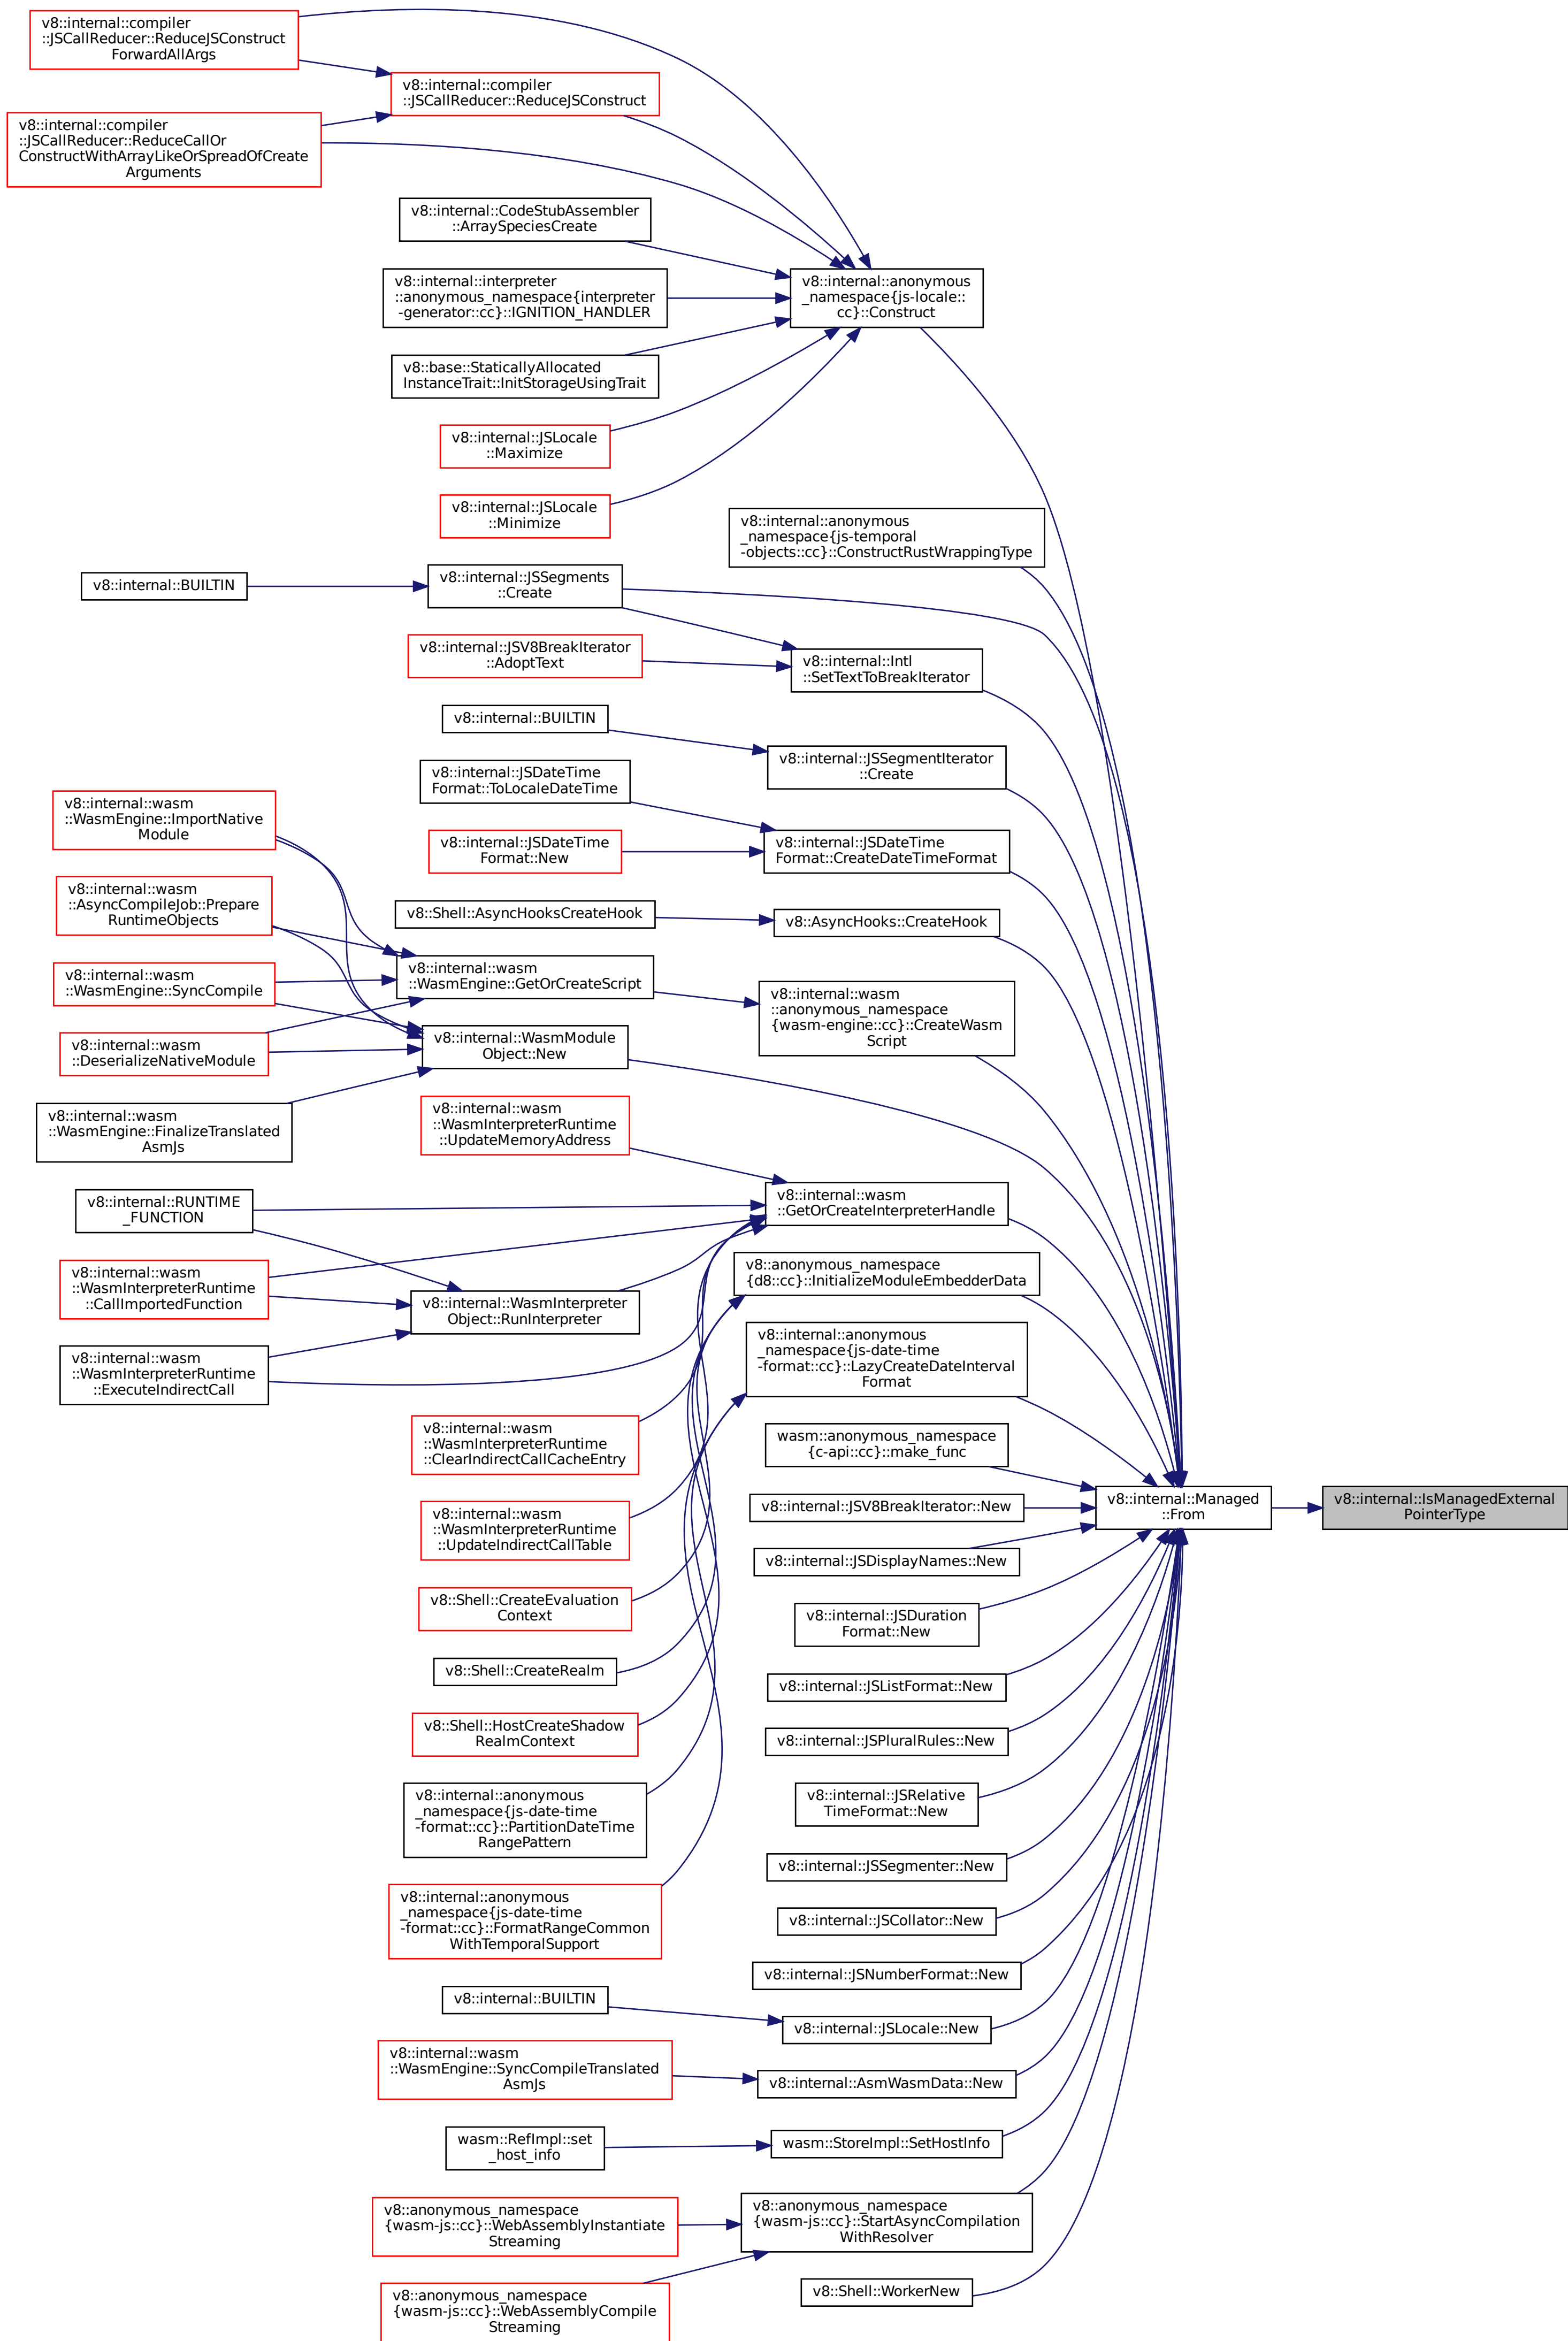 v8::internal::compiler
::JSCallReducer::ReduceJSConstruct
ForwardAllArgs
v8::internal::compiler
::JSCallReducer::ReduceJSConstruct
v8::internal::compiler
::JSCallReducer::ReduceCallOr
ConstructWithArrayLikeOrSpreadOfCreate
Arguments
v8::internal::CodeStubAssembler
::ArraySpeciesCreate
v8::internal::interpreter
::anonymous_namespace{interpreter
-generator::cc}::IGNITION_HANDLER
v8::internal::anonymous
_namespace{js-locale::
cc}::Construct
v8::base::StaticallyAllocated
InstanceTrait::InitStorageUsingTrait
v8::internal::JSLocale
::Maximize
v8::internal::JSLocale
::Minimize
v8::internal::anonymous
_namespace{js-temporal
-objects::cc}::ConstructRustWrappingType
v8::internal::BUILTIN
v8::internal::JSSegments
::Create
v8::internal::JSV8BreakIterator
::AdoptText
v8::internal::Intl
::SetTextToBreakIterator
v8::internal::BUILTIN
v8::internal::JSSegmentIterator
::Create
v8::internal::JSDateTime
Format::ToLocaleDateTime
v8::internal::wasm
::WasmEngine::ImportNative
Module
v8::internal::JSDateTime
Format::New
v8::internal::JSDateTime
Format::CreateDateTimeFormat
v8::internal::wasm
::AsyncCompileJob::Prepare
RuntimeObjects
v8::Shell::AsyncHooksCreateHook
v8::AsyncHooks::CreateHook
v8::internal::wasm
::WasmEngine::SyncCompile
v8::internal::wasm
::WasmEngine::GetOrCreateScript
v8::internal::wasm
::anonymous_namespace
{wasm-engine::cc}::CreateWasm
Script
v8::internal::wasm
::DeserializeNativeModule
v8::internal::WasmModule
Object::New
v8::internal::wasm
::WasmEngine::FinalizeTranslated
AsmJs
v8::internal::wasm
::WasmInterpreterRuntime
::UpdateMemoryAddress
v8::internal::RUNTIME
_FUNCTION
v8::internal::wasm
::GetOrCreateInterpreterHandle
v8::internal::wasm
::WasmInterpreterRuntime
::CallImportedFunction
v8::internal::WasmInterpreter
Object::RunInterpreter
v8::anonymous_namespace
{d8::cc}::InitializeModuleEmbedderData
v8::internal::wasm
::WasmInterpreterRuntime
::ExecuteIndirectCall
v8::internal::anonymous
_namespace{js-date-time
-format::cc}::LazyCreateDateInterval
Format
v8::internal::wasm
::WasmInterpreterRuntime
::ClearIndirectCallCacheEntry
wasm::anonymous_namespace
{c-api::cc}::make_func
v8::internal::Managed
::From
v8::internal::IsManagedExternal
PointerType
v8::internal::JSV8BreakIterator::New
v8::internal::wasm
::WasmInterpreterRuntime
::UpdateIndirectCallTable
v8::internal::JSDisplayNames::New
v8::Shell::CreateEvaluation
Context
v8::internal::JSDuration
Format::New
v8::Shell::CreateRealm
v8::internal::JSListFormat::New
v8::Shell::HostCreateShadow
RealmContext
v8::internal::JSPluralRules::New
v8::internal::anonymous
_namespace{js-date-time
-format::cc}::PartitionDateTime
RangePattern
v8::internal::JSRelative
TimeFormat::New
v8::internal::JSSegmenter::New
v8::internal::anonymous
_namespace{js-date-time
-format::cc}::FormatRangeCommon
WithTemporalSupport
v8::internal::JSCollator::New
v8::internal::JSNumberFormat::New
v8::internal::BUILTIN
v8::internal::JSLocale::New
v8::internal::wasm
::WasmEngine::SyncCompileTranslated
AsmJs
v8::internal::AsmWasmData::New
wasm::RefImpl::set
_host_info
wasm::StoreImpl::SetHostInfo
v8::anonymous_namespace
{wasm-js::cc}::WebAssemblyInstantiate
Streaming
v8::anonymous_namespace
{wasm-js::cc}::StartAsyncCompilation
WithResolver
v8::anonymous_namespace
{wasm-js::cc}::WebAssemblyCompile
Streaming
v8::Shell::WorkerNew